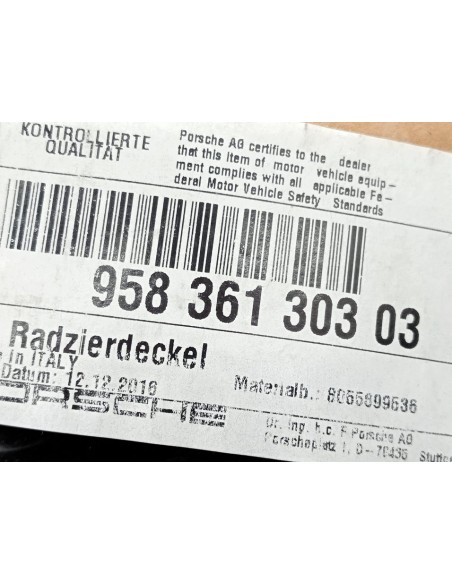 KONTROLLIERTE
QUALITÄT
Porsche AG certifies to the dealer
that this item of motor vehicle equip-
ment complies with all applicable Fe-
deral Motor Vehicle Safety Standards
958 361 303 03
Radzierdeckel
in ITALY
Datum: 12.12.2016
Materialb.: 8055899536
PORSCHE
Dr. Ing. h.c. F Porsche AG
Porscheplatz 1, D-70435 Stuttg